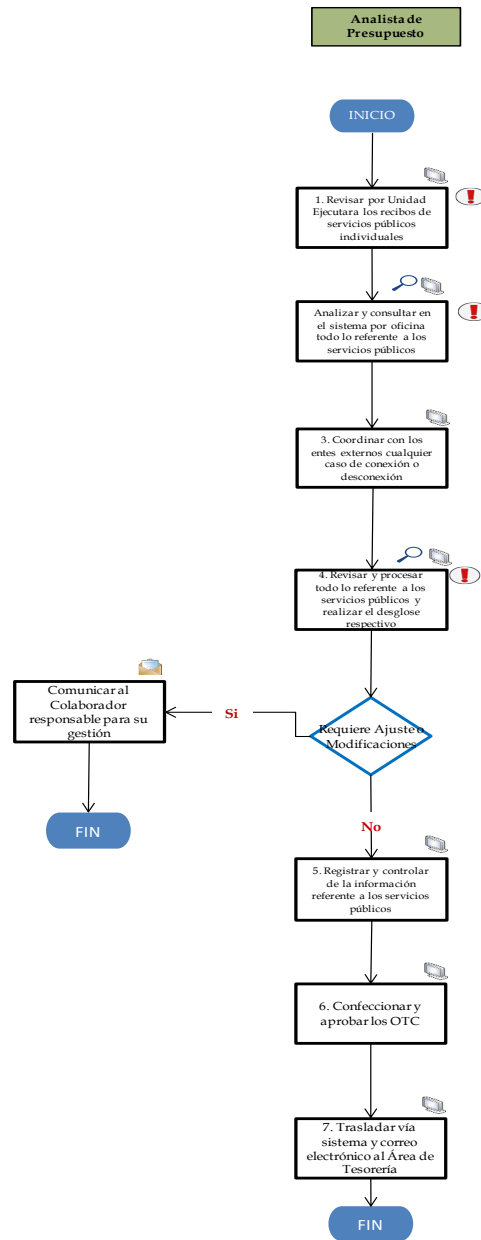 Analista de
Presupuesto
INICIO
1. Revisar por Unidad
Ejecutara los recibos de
servicios públicos
individuales
Analizar y consultar en
el sistema por oficina
todo lo referente a los
servicios públicos
3. Coordinar con los
entes externos cualquier
caso de conexión o
desconexión
4. Revisar y procesar
todo lo referente a los
servicios públicos y
realizar el desglose
respectivo
Requiere Ajuste o
Modificaciones
Si
Comunicar al
Colaborador
responsable para su
gestión
FIN
No
5. Registrar y controlar
de la información
referente a los servicios
públicos
6. Confeccionar y
aprobar los OTC
7. Trasladar vía
sistema y correo
electrónico al Área de
Tesorería
FIN